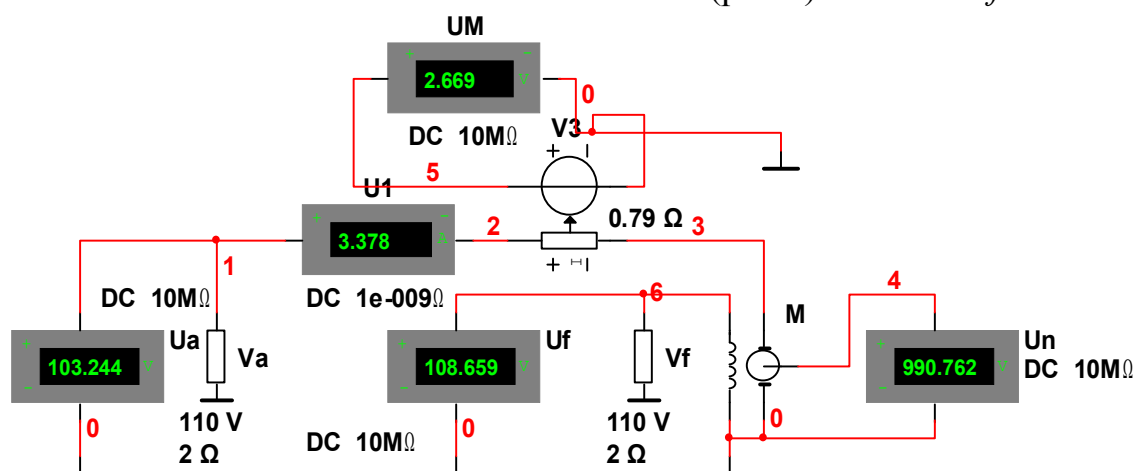 UM
+ −
2.669 V
0
DC 10MΩ
V3
+ −
5
U1
+ −
3.378 A
2
0.79 Ω
3
+ −
1
DC 10MΩ
DC 1e-009Ω
6
4
M
+
103.244 V
−
Ua
Va
+
108.659 V
−
Uf
Vf
+
990.762 V
−
Un
DC 10MΩ
0
110 V
2 Ω
0
DC 10MΩ
110 V
2 Ω
0